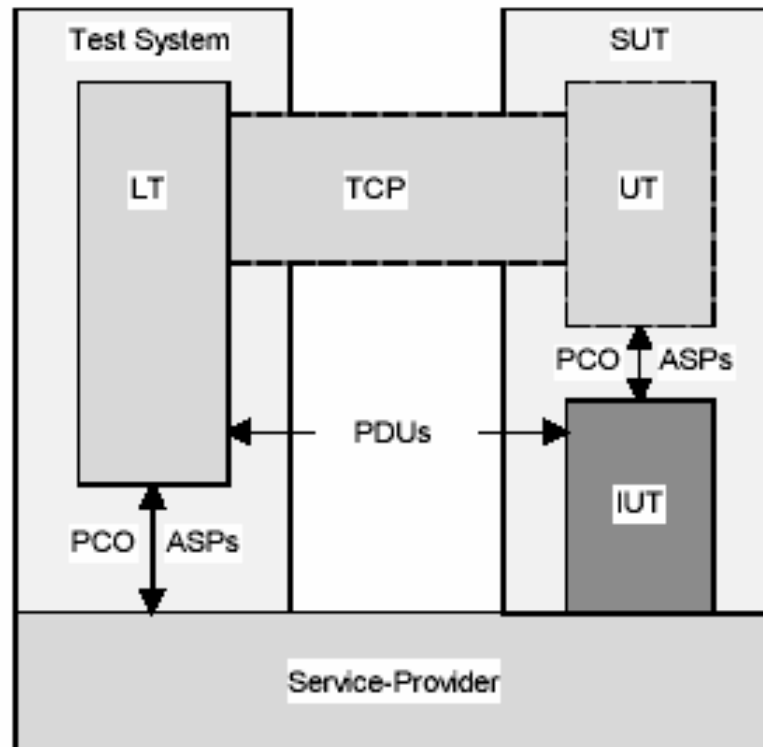 Test System
SUT
LT
TCP
UT
PCO
ASPs
PDUs
IUT
PCO
ASPs
Service-Provider